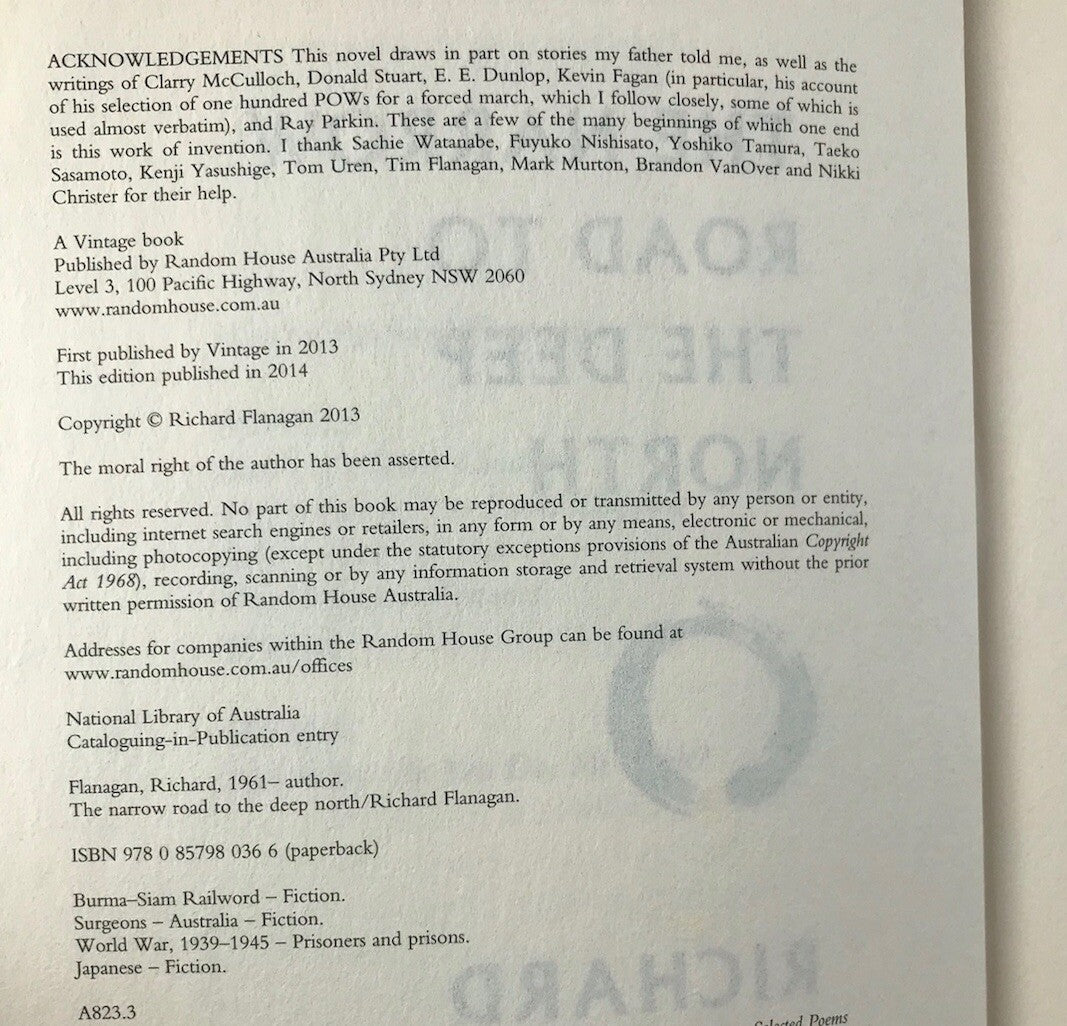 ACKNOWLEDGEMENTS This novel draws in part on stories my father told me, as well as the
writings of Clarry McCulloch, Donald Stuart, E. E. Dunlop, Kevin Fagan (in particular, his account
of his selection of one hundred POWs for a forced march, which I follow closely, some of which is
used almost verbatim), and Ray Parkin. These are a few of the many beginnings of which one end
is this work of invention. I thank Sachie Watanabe, Fuyuko Nishisato, Yoshiko Tamura, Taeko
Sasamoto, Kenji Yasushige, Tom Uren, Tim Flanagan, Mark Murton, Brandon VanOver and Nikki
Christer for their help.
A Vintage book
Published by Random House Australia Pty Ltd
Level 3, 100 Pacific Highway, North Sydney NSW 2060
www.randomhouse.com.au
First published by Vintage in 2013
This edition published in 2014
Copyright © Richard Flanagan 2013
The moral right of the author has been asserted.
All rights reserved. No part of this book may be reproduced or transmitted by any person or entity,
including internet search engines or retailers, in any form or by any means, electronic or mechanical,
including photocopying (except under the statutory exceptions provisions of the Australian Copyright
Act 1968), recording, scanning or by any information storage and retrieval system without the prior
written permission of Random House Australia.
Addresses for companies within the Random House Group can be found at
www.randomhouse.com.au/offices
National Library of Australia
Cataloguing-in-Publication entry
Flanagan, Richard, 1961– author.
The narrow road to the deep north/Richard Flanagan.
ISBN 978 0 85798 036 6 (paperback)
Burma–Siam Railword – Fiction.
Surgeons – Australia – Fiction.
World War, 1939–1945 – Prisoners and prisons.
Japanese – Fiction.
A823.3
Selected Poems
ROAD TO
THE DEEP
NORTH
RICHARD